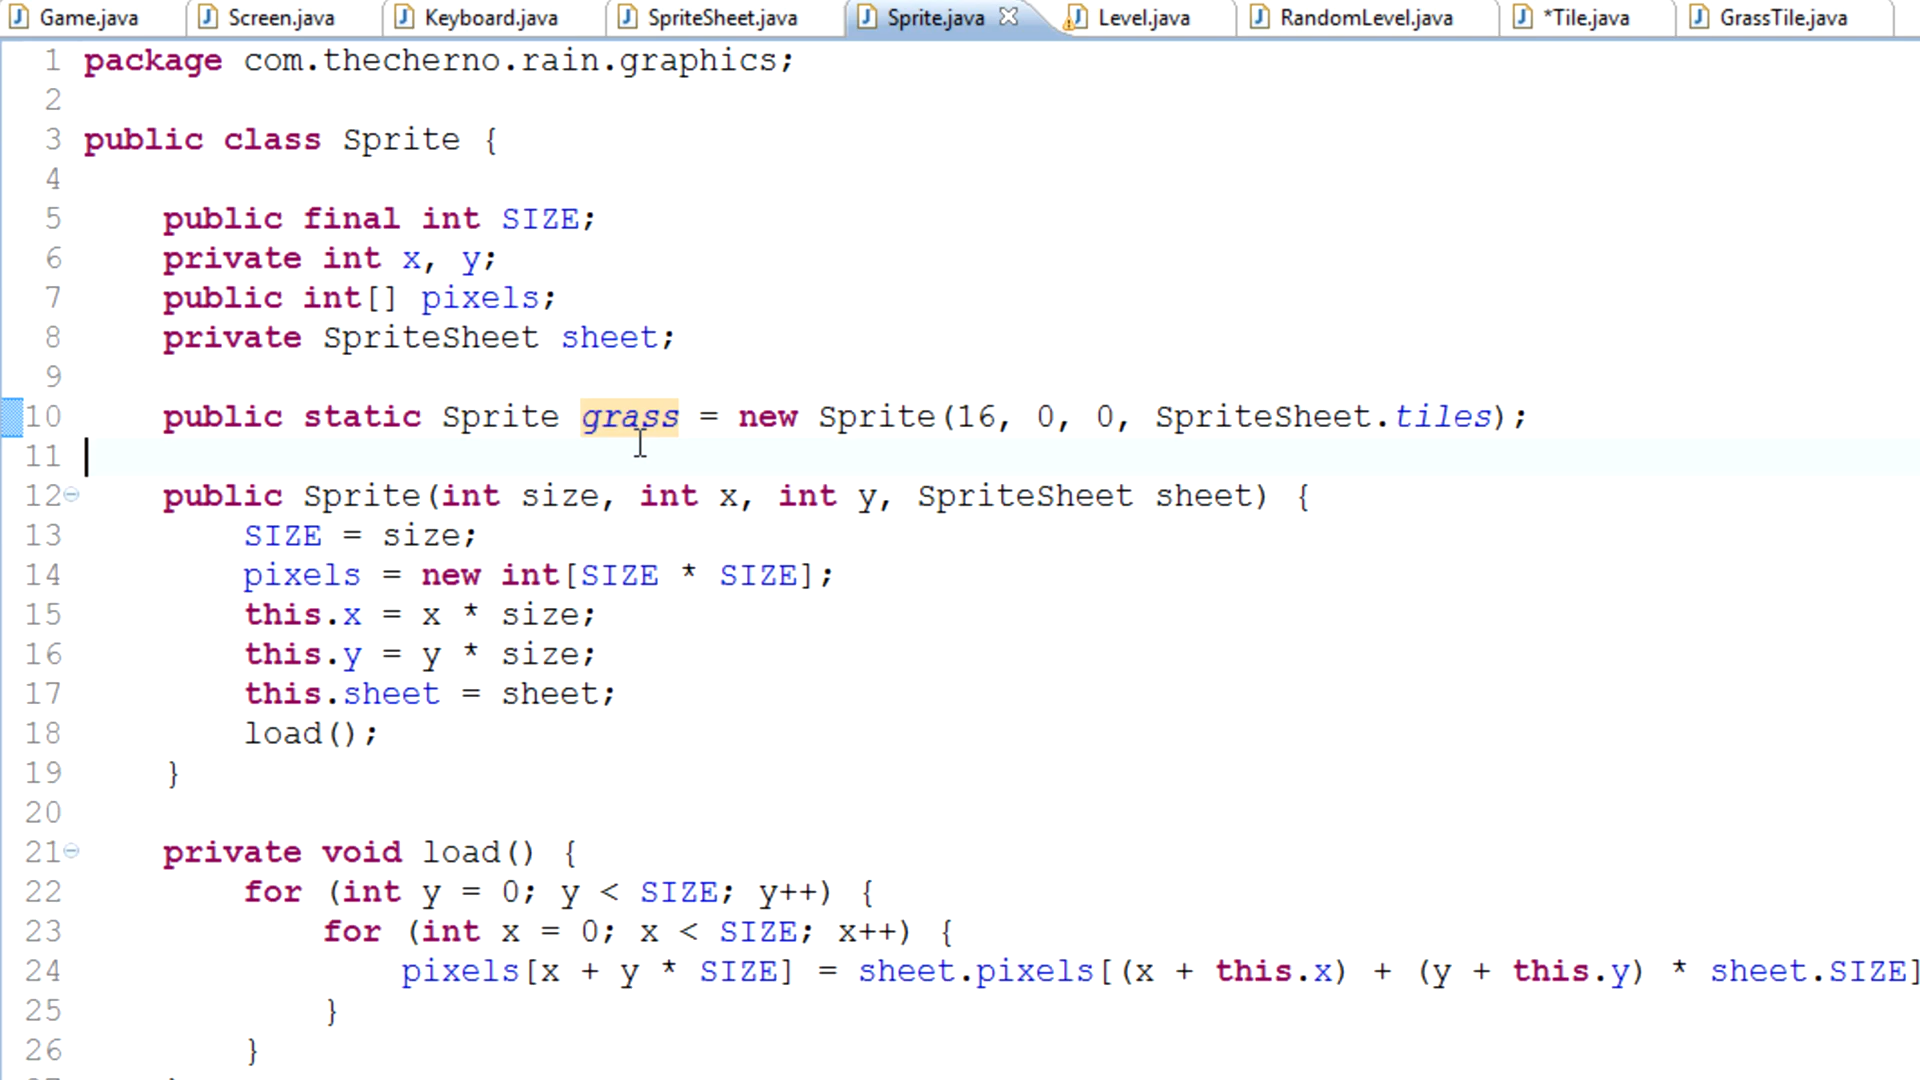 Game.java Screen.java Keyboard.java SpriteSheet.java Sprite.java Level.java RandomLevel.java *Tile.java GrassTile.java
1 package com.thecherno.rain.graphics;
2
3 public class Sprite {
4
5 public final int SIZE;
6 private int x, y;
7 public int[] pixels;
8 private SpriteSheet sheet;
9
10 public static Sprite grass = new Sprite(16, 0, 0, SpriteSheet.tiles);
11
12 public Sprite(int size, int x, int y, SpriteSheet sheet) {
13 SIZE = size;
14 pixels = new int[SIZE * SIZE];
15 this.x = x * size;
16 this.y = y * size;
17 this.sheet = sheet;
18 load();
19 }
20
21 private void load() {
22 for (int y = 0; y < SIZE; y++) {
23 for (int x = 0; x < SIZE; x++) {
24 pixels[x + y * SIZE] = sheet.pixels[(x + this.x) + (y + this.y) * sheet.SIZE]
25 }
26 }